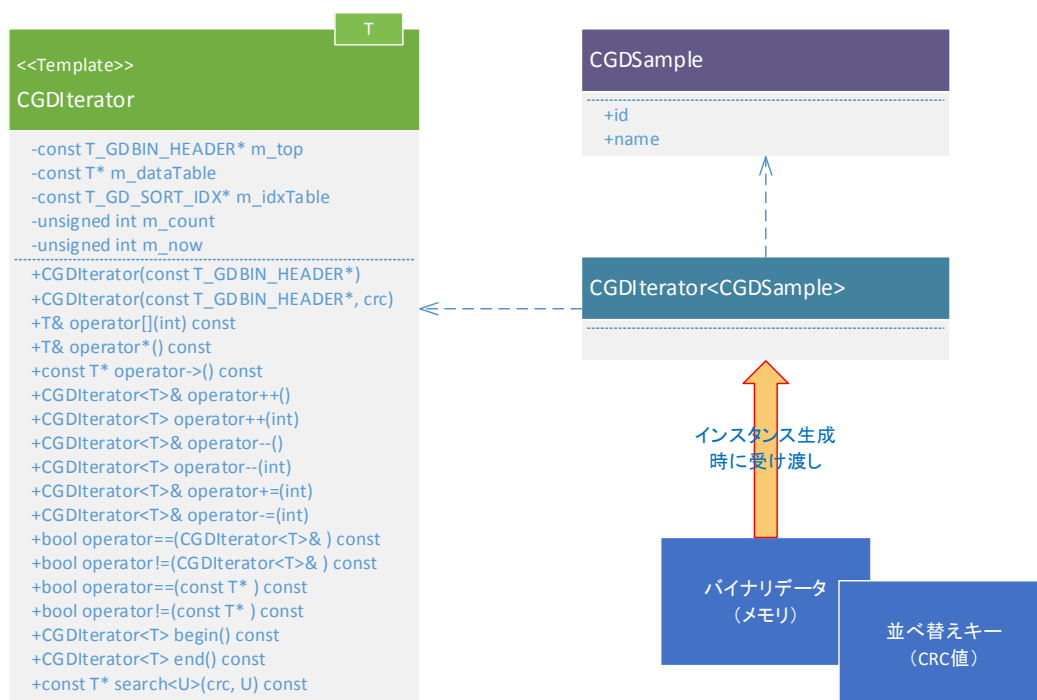 T
<<Template>>
CGDIterator
-const T_GDBIN_HEADER* m_top
-const T* m_dataTable
-const T_GD_SORT_IDX* m_idxTable
-unsigned int m_count
-unsigned int m_now
+CGDIterator(const T_GDBIN_HEADER*)
+CGDIterator(const T_GDBIN_HEADER*, crc)
+T& operator[](int) const
+T& operator*() const
+const T* operator->() const
+CGDIterator<T>& operator++()
+CGDIterator<T> operator++(int)
+CGDIterator<T>& operator--()
+CGDIterator<T> operator--(int)
+CGDIterator<T>& operator+=(int)
+CGDIterator<T>& operator-=(int)
+bool operator==(CGDIterator<T>& ) const
+bool operator!=(CGDIterator<T>& ) const
+bool operator==(const T* ) const
+bool operator!=(const T* ) const
+CGDIterator<T> begin() const
+CGDIterator<T> end() const
+const T* search<U>(crc, U) const
CGDSample
+id
+name
CGDIterator<CGDSample>
インスタンス生成
時に受け渡し
バイナリデータ
（メモリ）
並べ替えキー
（CRC値）